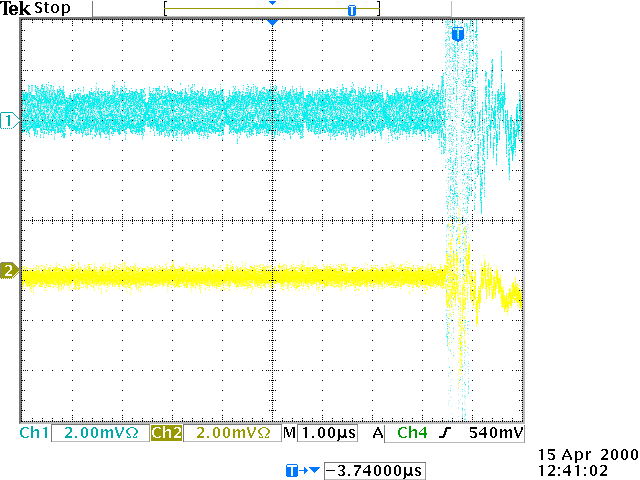 Tek Stop
T
T
1
2
Ch1 2.00mVΩ Ch2 2.00mVΩ M 1.00µs A Ch4 540mV
T -3.74000µs
15 Apr 2000
12:41:02